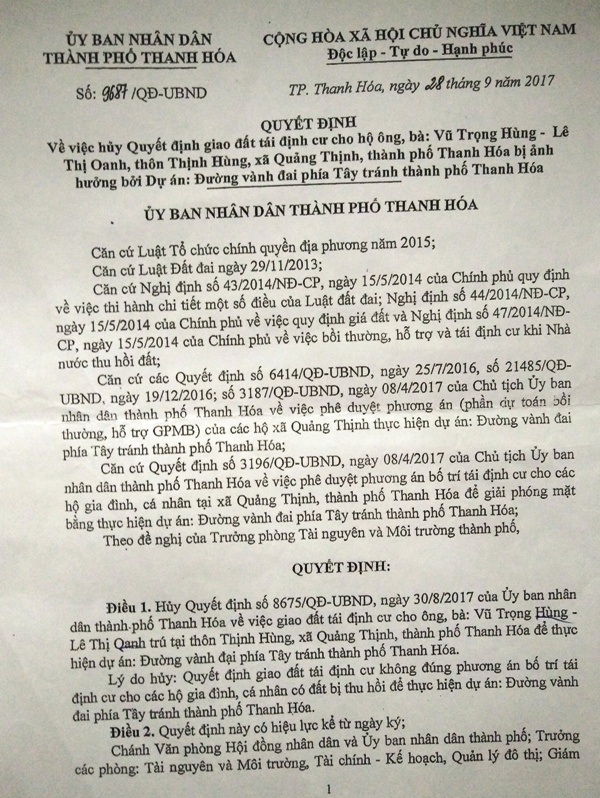 ỦY BAN NHÂN DÂN
THÀNH PHỐ THANH HÓA
CỘNG HÒA XÃ HỘI CHỦ NGHĨA VIỆT NAM
Độc lập - Tự do - Hạnh phúc
Số: 9687/QĐ-UBND
TP. Thanh Hóa, ngày 28 tháng 9 năm 2017
QUYẾT ĐỊNH
Về việc hủy Quyết định giao đất tái định cư cho hộ ông, bà: Vũ Trọng Hùng - Lê
Thị Oanh, thôn Thịnh Hùng, xã Quảng Thịnh, thành phố Thanh Hóa bị ảnh
hưởng bởi Dự án: Đường vành đai phía Tây tránh thành phố Thanh Hóa
ỦY BAN NHÂN DÂN THÀNH PHỐ THANH HÓA
Căn cứ Luật Tổ chức chính quyền địa phương năm 2015;
Căn cứ Luật Đất đai ngày 29/11/2013;
Căn cứ Nghị định số 43/2014/NĐ-CP, ngày 15/5/2014 của Chính phủ quy định
về việc thi hành chi tiết một số điều của Luật đất đai; Nghị định số 44/2014/NĐ-CP,
ngày 15/5/2014 của Chính phủ về việc quy định giá đất và Nghị định số 47/2014/NĐ-
CP, ngày 15/5/2014 của Chính phủ về việc bồi thường, hỗ trợ và tái định cư khi Nhà
nước thu hồi đất;
Căn cứ các Quyết định số 6414/QĐ-UBND, ngày 25/7/2016, số 21485/QĐ-
UBND, ngày 19/12/2016; số 3187/QĐ-UBND, ngày 08/4/2017 của Chủ tịch Ủy ban
nhân dân thành phố Thanh Hóa về việc phê duyệt phương án (phần dự toán bồi
thường, hỗ trợ GPMB) của các hộ xã Quảng Thịnh thực hiện dự án: Đường vành đai
phía Tây tránh thành phố Thanh Hóa;
Căn cứ Quyết định số 3196/QĐ-UBND, ngày 08/4/2017 của Chủ tịch Ủy ban
nhân dân thành phố Thanh Hóa về việc phê duyệt phương án bố trí tái định cư cho các
hộ gia đình, cá nhân tại xã Quảng Thịnh, thành phố Thanh Hóa để giải phóng mặt
bằng thực hiện dự án: Đường vành đai phía Tây tránh thành phố Thanh Hóa;
Theo đề nghị của Trưởng phòng Tài nguyên và Môi trường thành phố,
QUYẾT ĐỊNH:
Điều 1. Hủy Quyết định số 8675/QĐ-UBND, ngày 30/8/2017 của Ủy ban nhân
dân thành phố Thanh Hóa về việc giao đất tái định cư cho ông, bà: Vũ Trọng Hùng -
Lê Thị Oanh trú tại thôn Thịnh Hùng, xã Quảng Thịnh, thành phố Thanh Hóa để thực
hiện dự án: Đường vành đại phía Tây tránh thành phố Thanh Hóa.
Lý do hủy: Quyết định giao đất tái định cư không đúng phương án bố trí tái
định cư cho các hộ gia đình, cá nhân có đất bị thu hồi để thực hiện dự án: Đường vành
đai phía Tây tránh thành phố Thanh Hóa.
Điều 2. Quyết định này có hiệu lực kể từ ngày ký;
Chánh Văn phòng Hội đồng nhân dân và Ủy ban nhân dân thành phố; Trưởng
các phòng: Tài nguyên và Môi trường, Tài chính - Kế hoạch, Quản lý đô thị; Giám
1